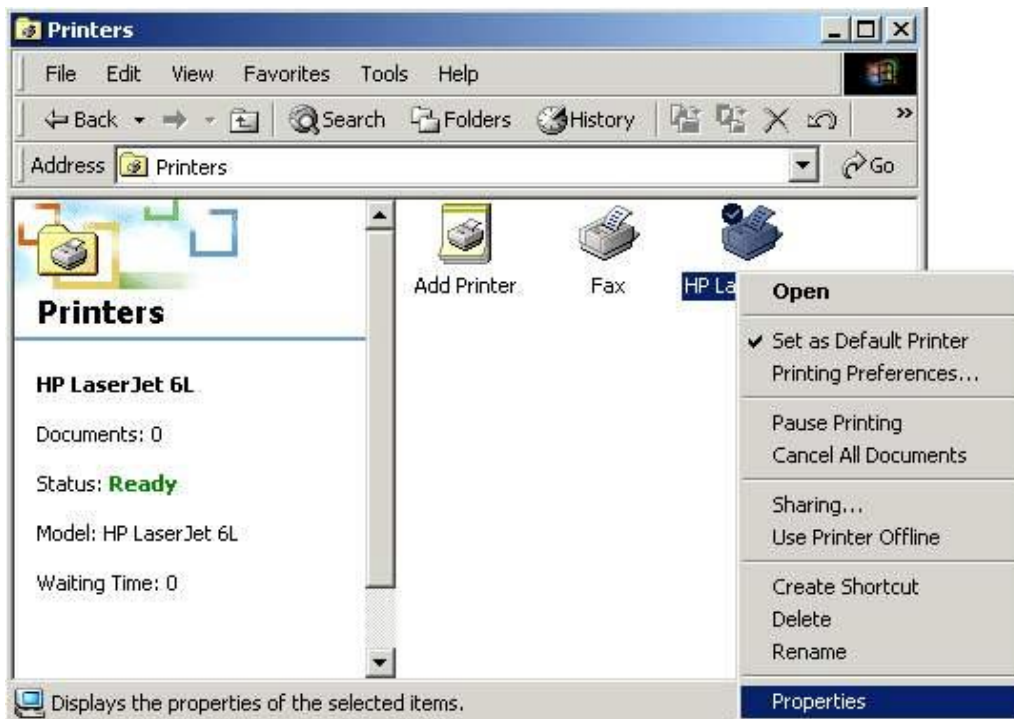 Printers
File Edit View Favorites Tools Help
Back Search Folders History »
Address Printers Go
Add Printer Fax HP La
Printers
HP LaserJet 6L
Documents: 0
Status: Ready
Model: HP LaserJet 6L
Waiting Time: 0
Open
Set as Default Printer
Printing Preferences...
Pause Printing
Cancel All Documents
Sharing...
Use Printer Offline
Create Shortcut
Delete
Rename
Properties
Displays the properties of the selected items.